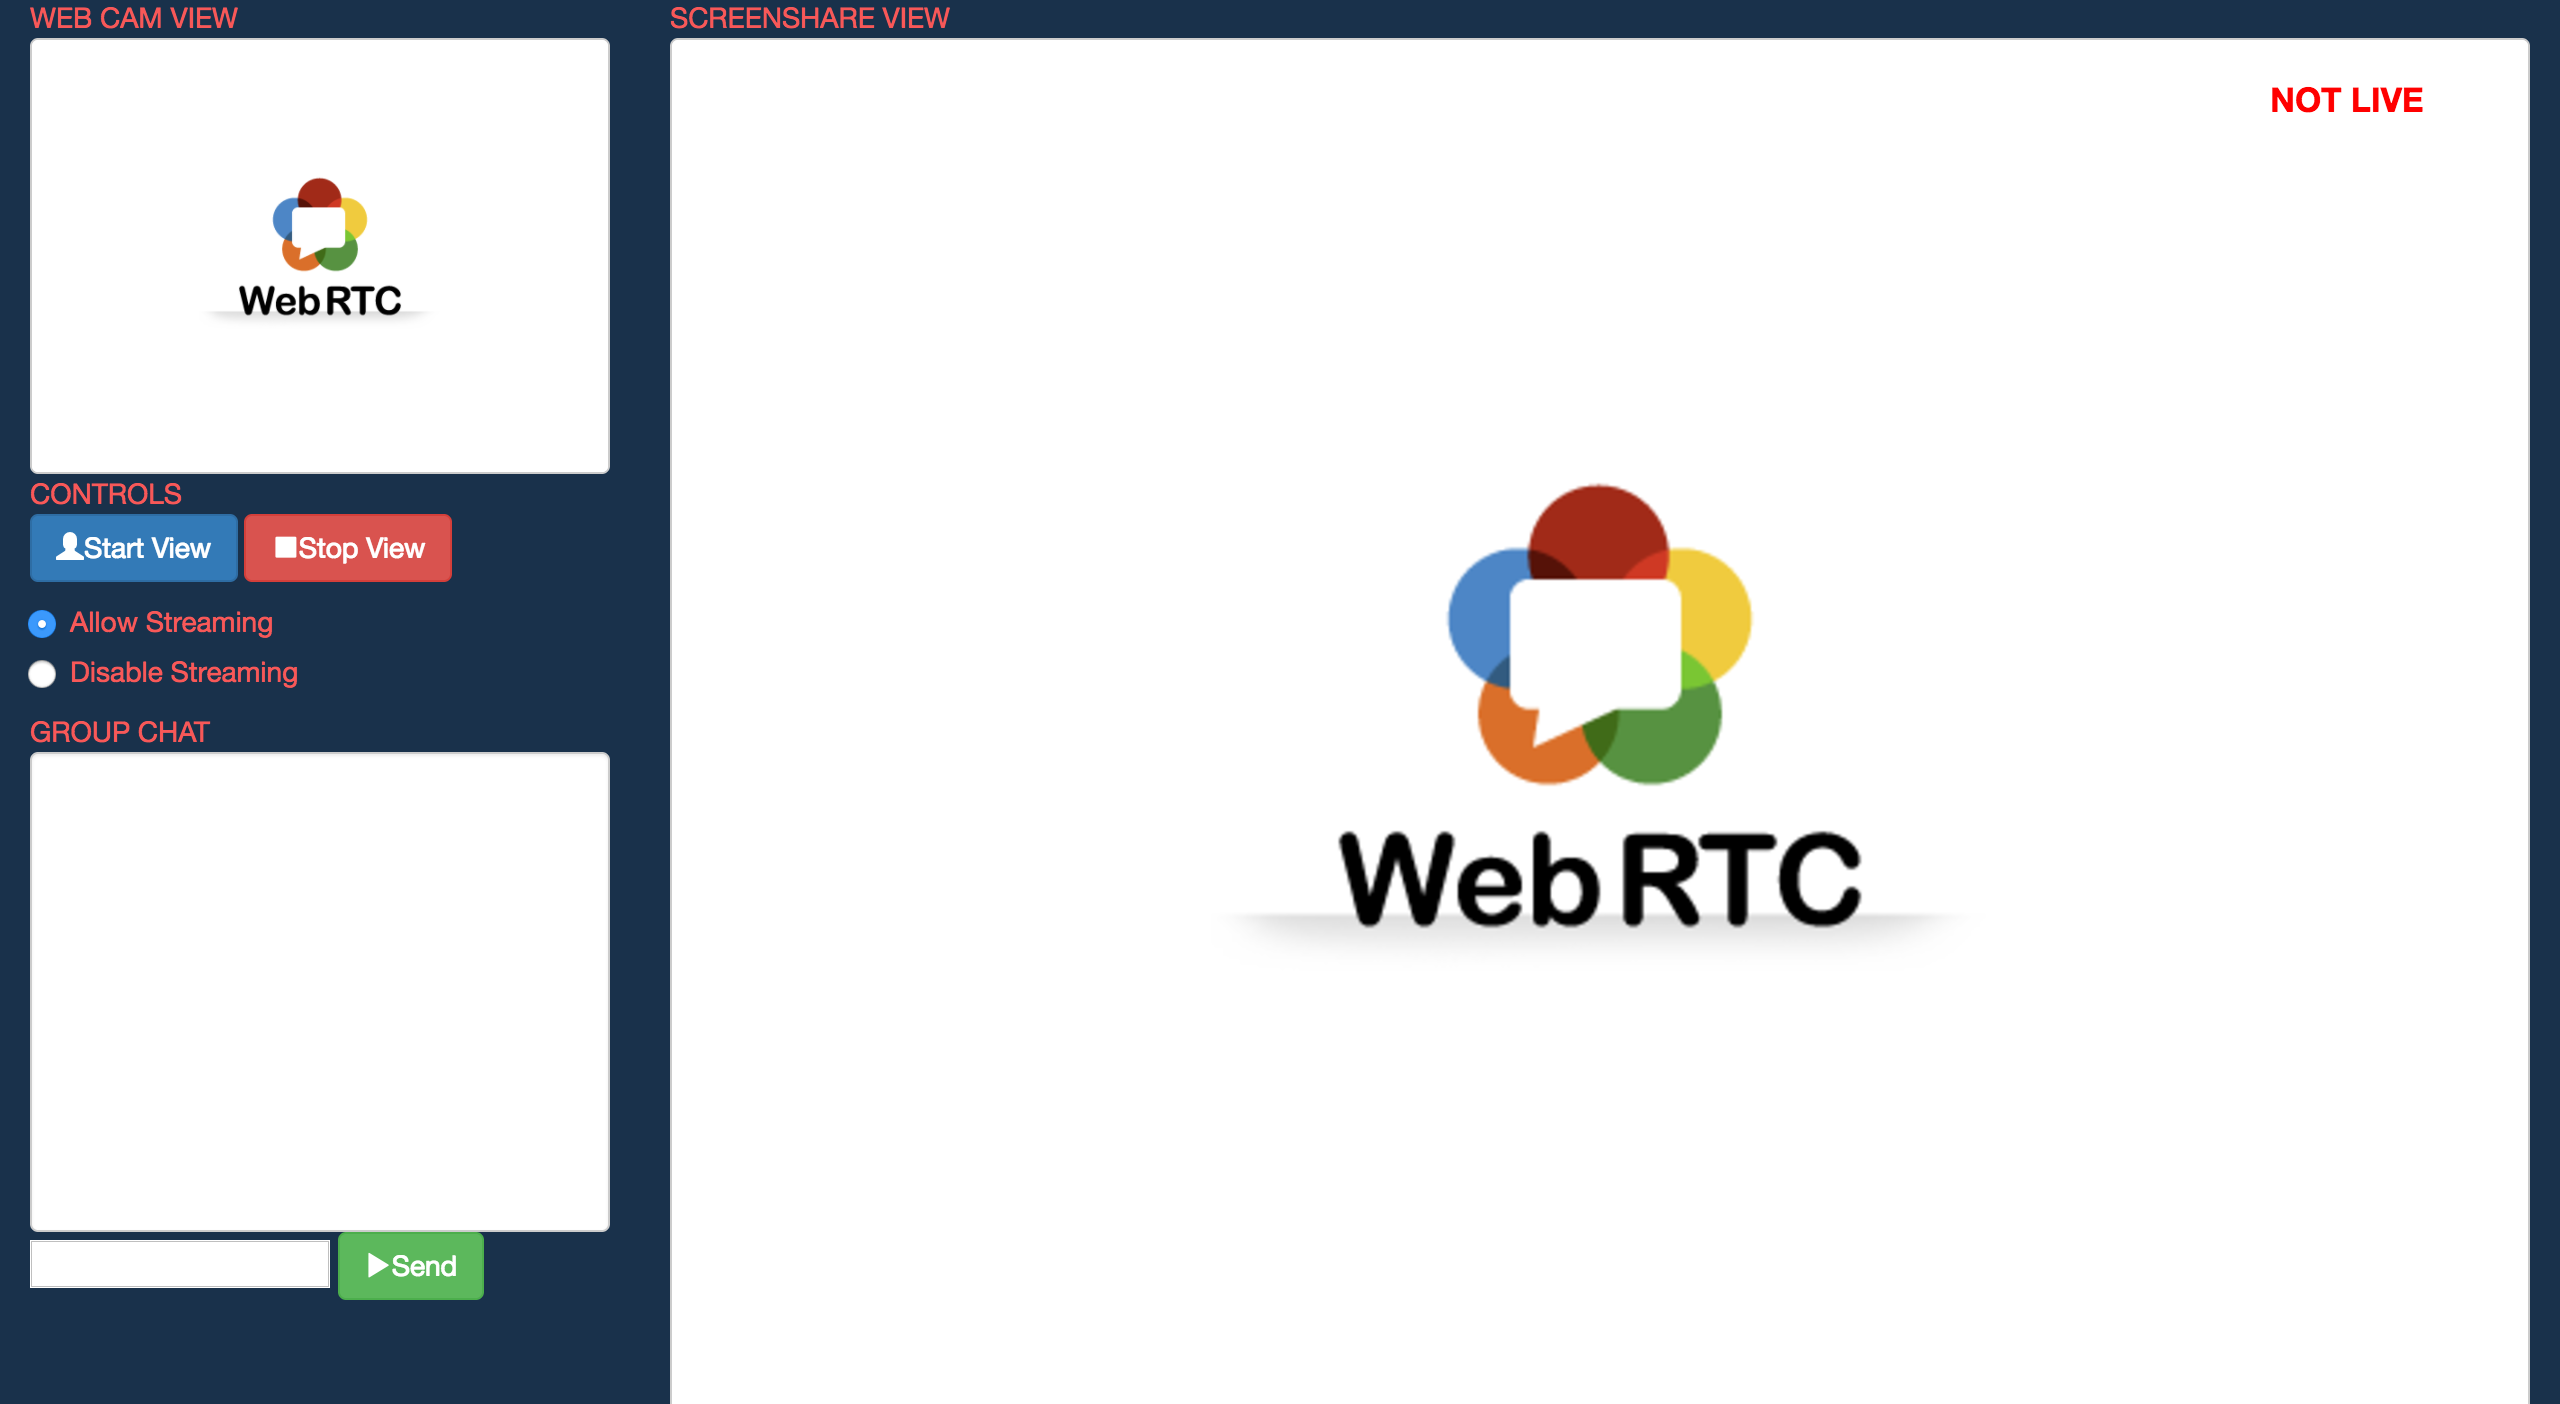 WEB CAM VIEW
WebRTC
CONTROLS
Start View
Stop View
Allow Streaming
Disable Streaming
GROUP CHAT
Send
SCREENSHARE VIEW
NOT LIVE
WebRTC